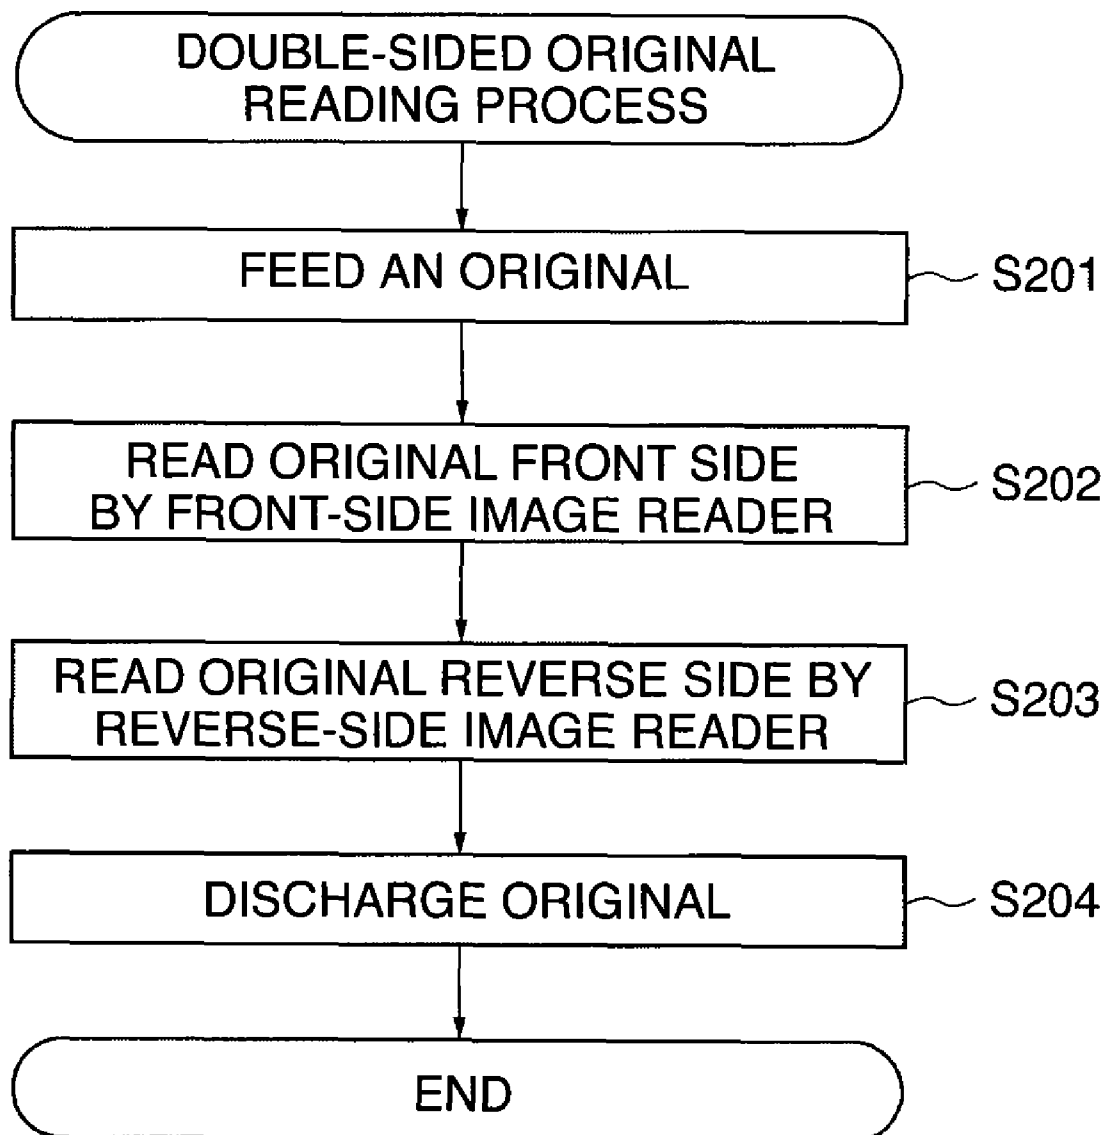 DOUBLE-SIDED ORIGINAL
READING PROCESS
FEED AN ORIGINAL
S201
READ ORIGINAL FRONT SIDE
BY FRONT-SIDE IMAGE READER
S202
READ ORIGINAL REVERSE SIDE BY
REVERSE-SIDE IMAGE READER
S203
DISCHARGE ORIGINAL
S204
END